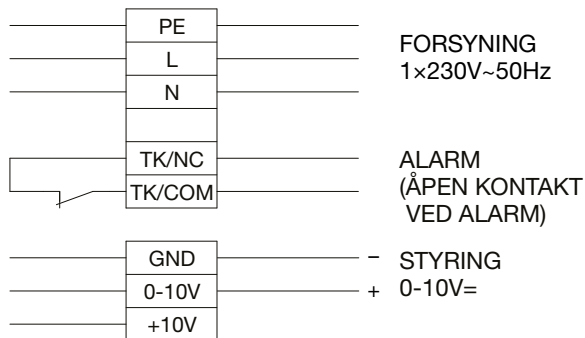 PE
L
N
FORSYNING
1×230V~50Hz
TK/NC
TK/COM
ALARM
(ÅPEN KONTAKT
VED ALARM)
GND
0-10V
+10V
–
+
STYRING
0-10V=